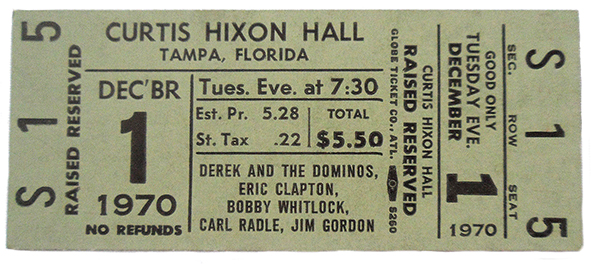 5
1
S
RAISED RESERVED
CURTIS HIXON HALL
TAMPA, FLORIDA
DEC'BR
1
1970
NO REFUNDS
Tues. Eve. at 7:30
Est. Pr. 5.28
St. Tax .22
TOTAL
$5.50
DEREK AND THE DOMINOS,
ERIC CLAPTON,
BOBBY WHITLOCK,
CARL RADLE, JIM GORDON
GLOBE TICKET CO., ATL. 8260
RAISED RESERVED
CURTIS HIXON HALL
DECEMBER
TUESDAY EVE.
GOOD ONLY
1
1970
SEC.
ROW
SEAT
S
1
5